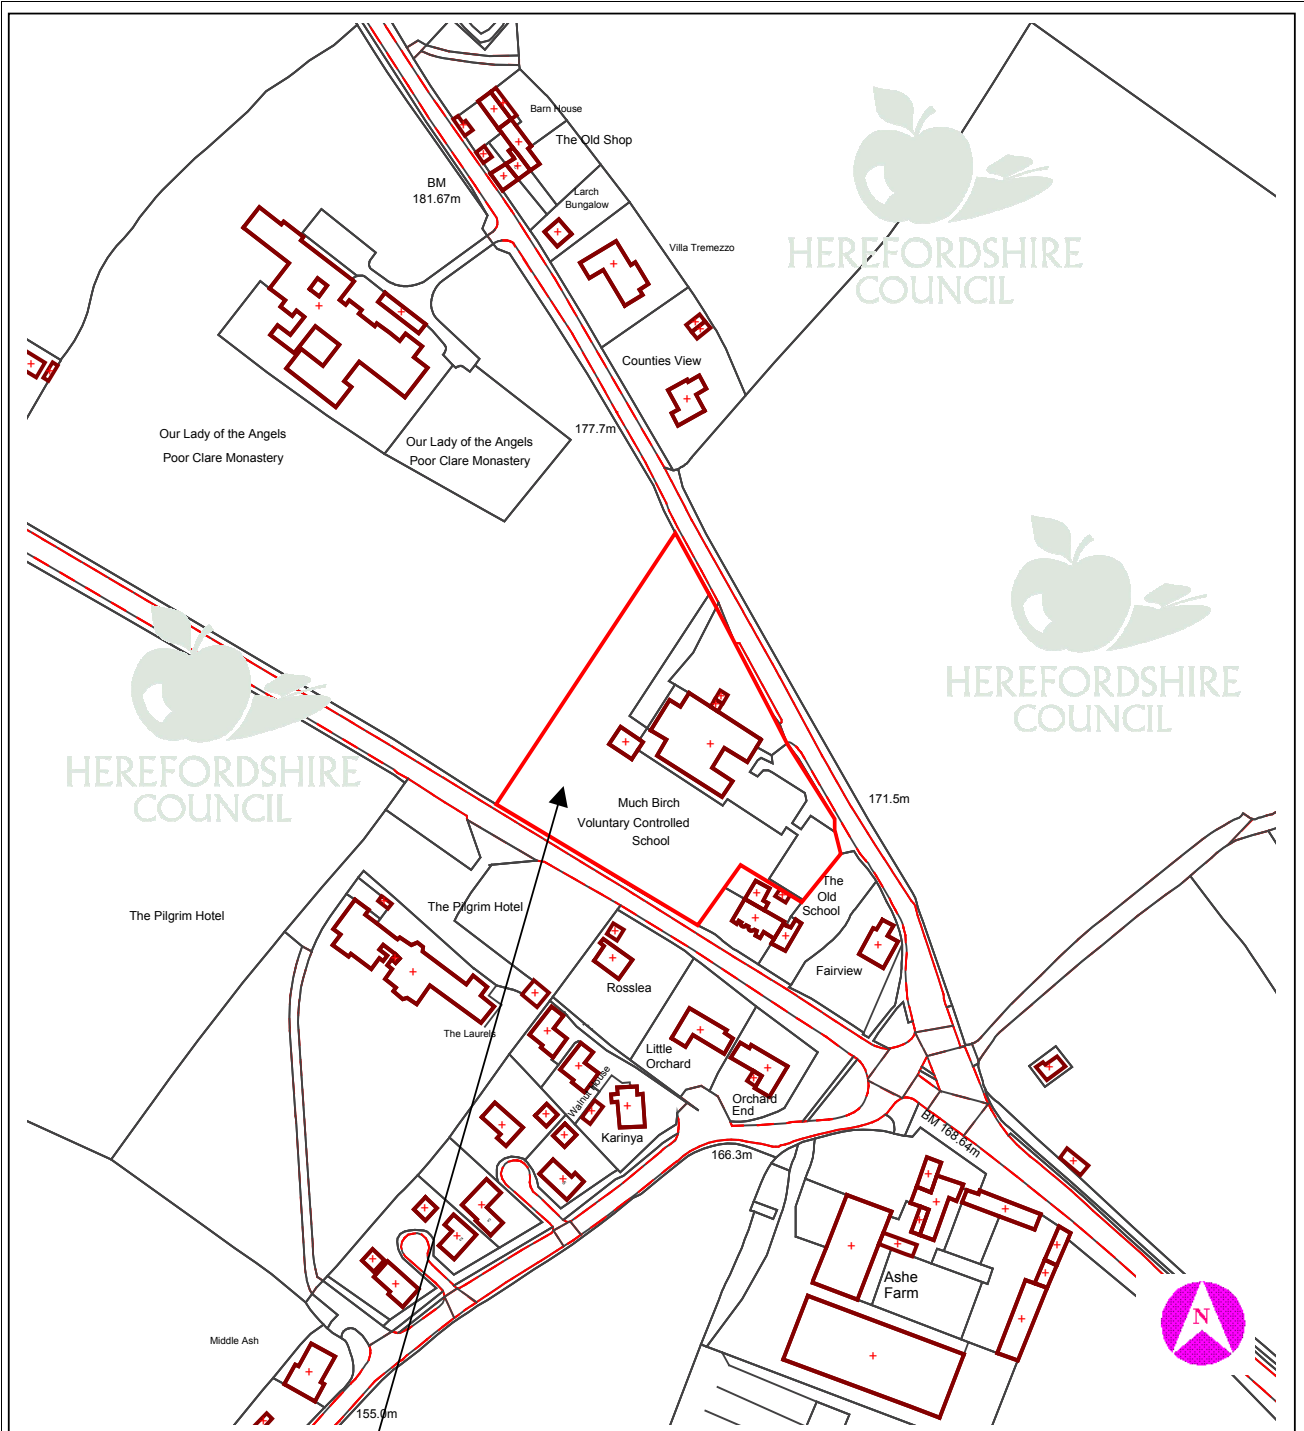 Barn House
The Old Shop
BM
181.67m
Larch
Bungalow
Villa Tremezzo
HEREFORDSHIRE
COUNCIL
Counties View
177.7m
Our Lady of the Angels
Poor Clare Monastery
Our Lady of the Angels
Poor Clare Monastery
HEREFORDSHIRE
COUNCIL
HEREFORDSHIRE
COUNCIL
171.5m
Much Birch
Voluntary Controlled
School
The
Old
School
The Pilgrim Hotel
The Pilgrim Hotel
Fairview
Rosslea
The Laurels
Little
Orchard
Walnut House
Orchard
End
Karinya
BM 168.64m
166.3m
Ashe
Farm
N
Middle Ash
155.0m